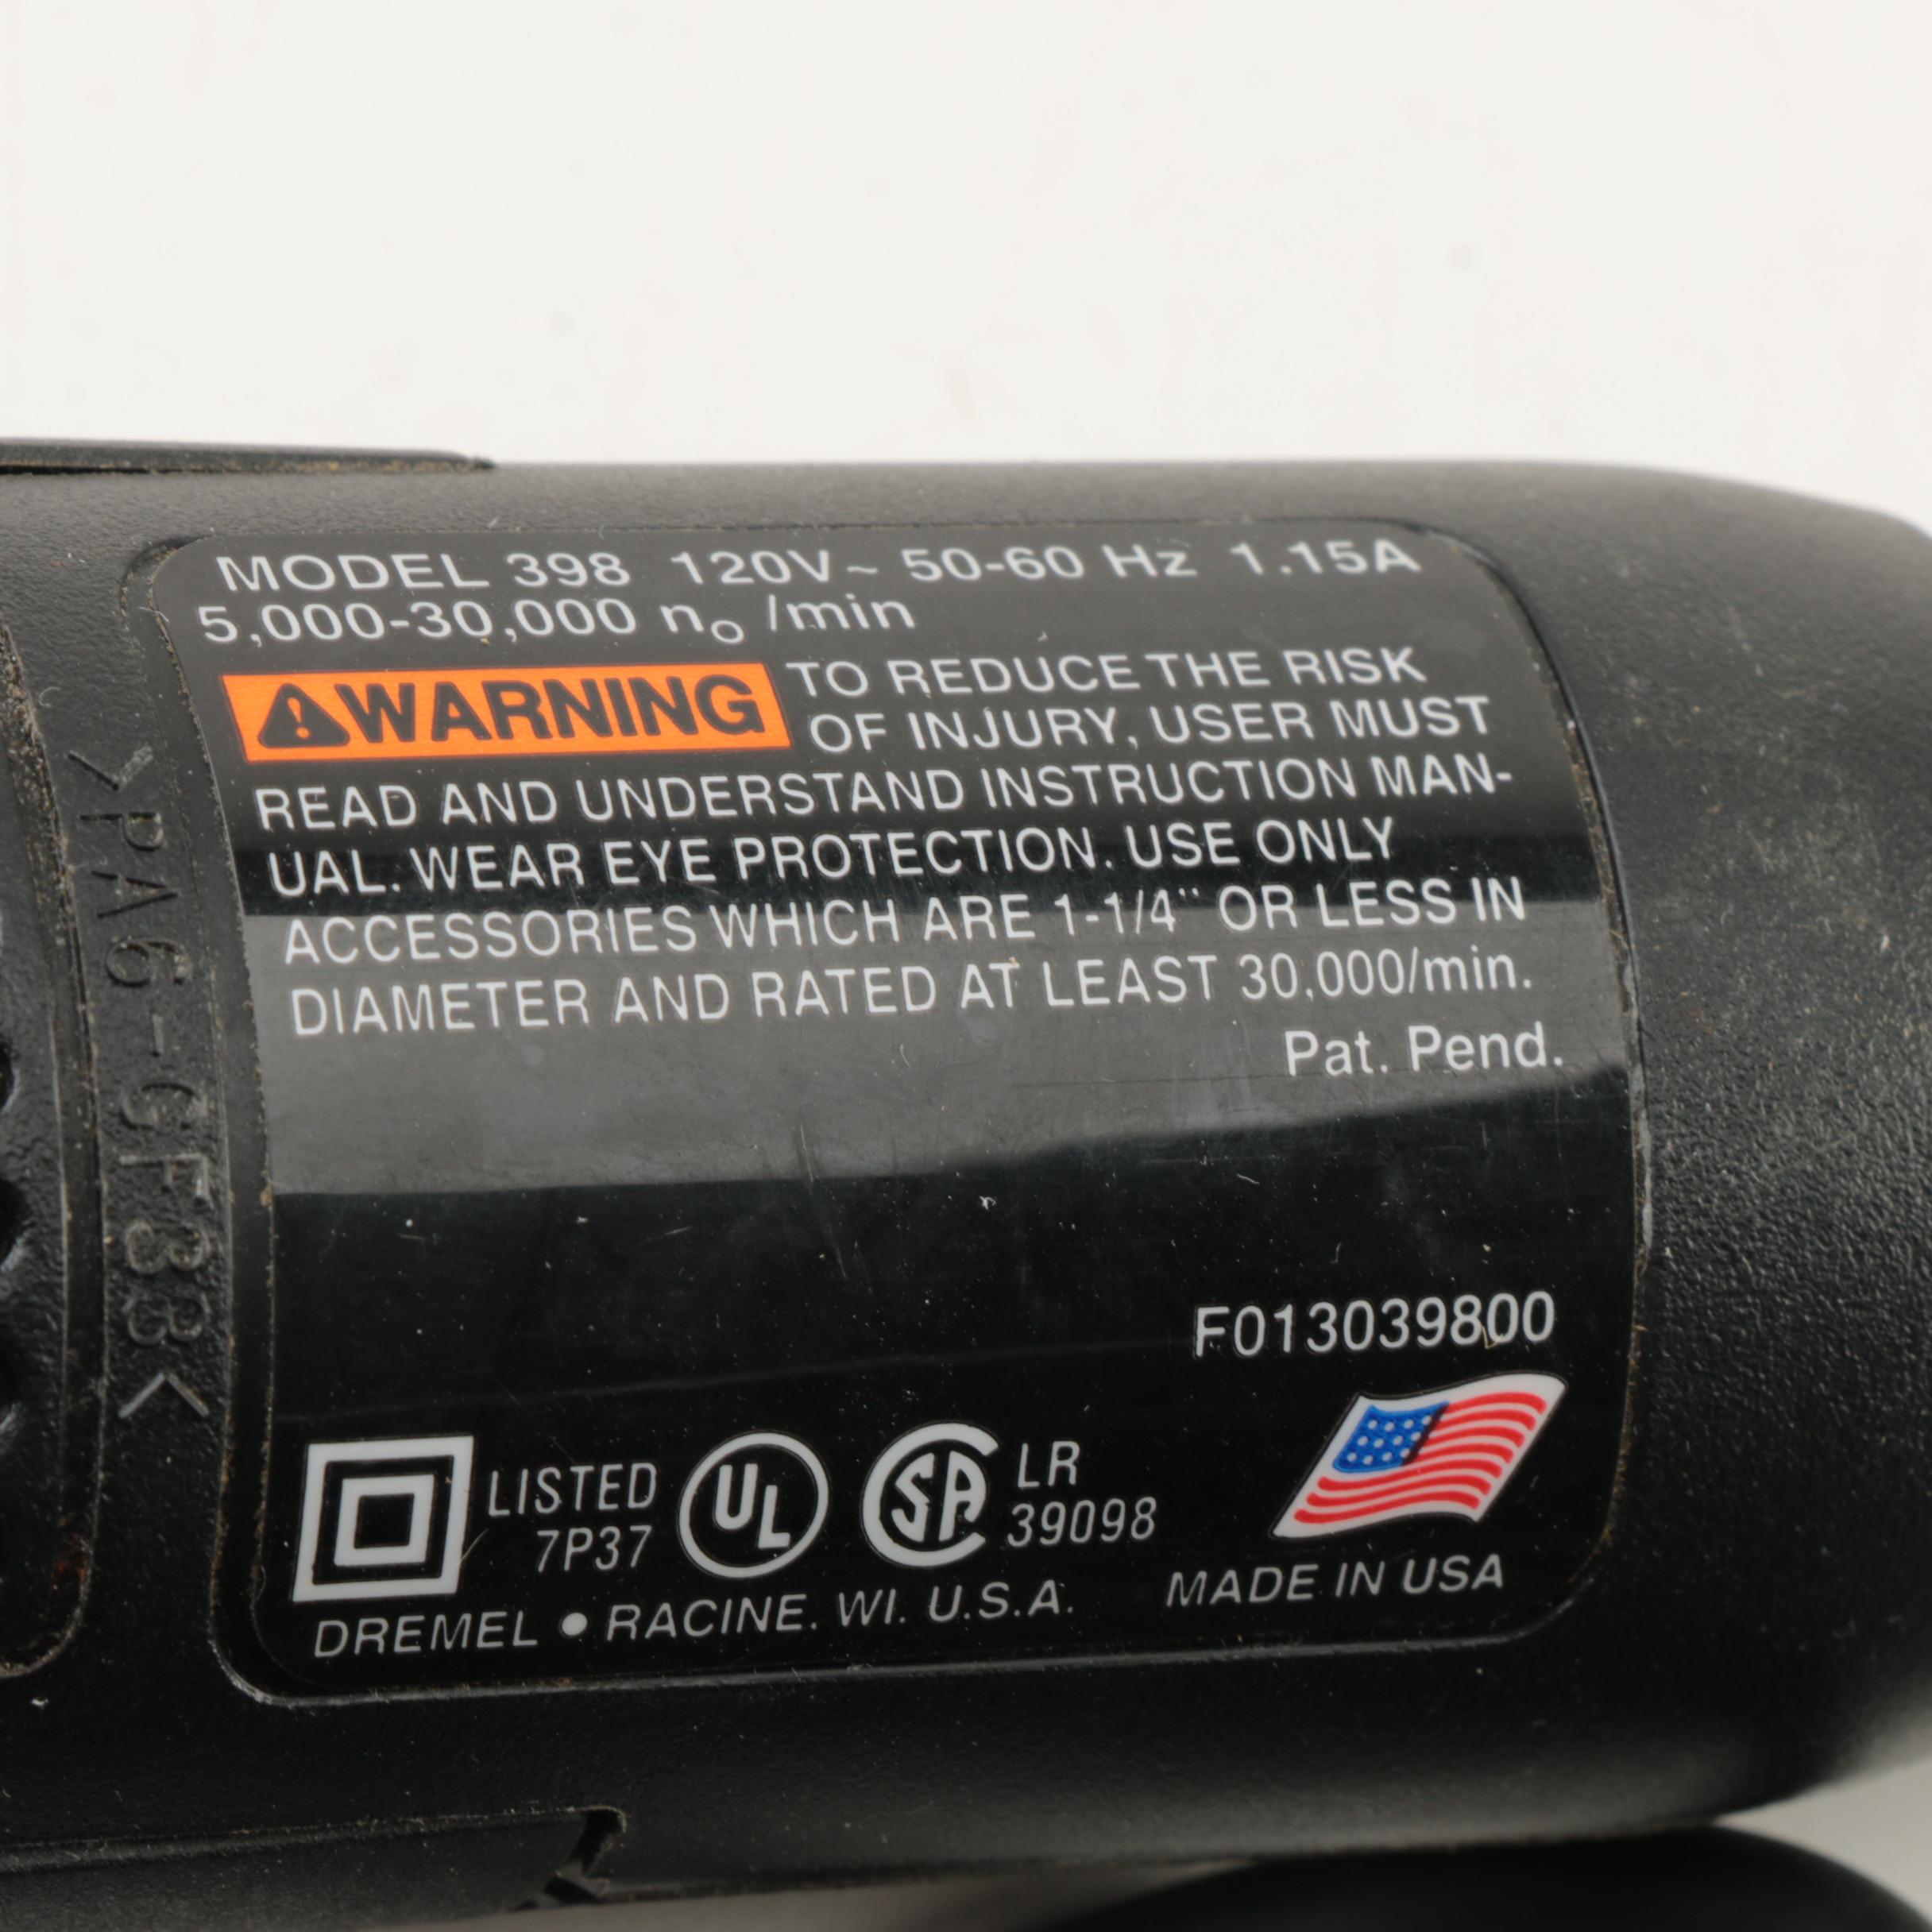 MODEL 398 120V~ 50-60 Hz 1.15A
5,000-30,000 no /min
WARNING TO REDUCE THE RISK
OF INJURY, USER MUST
READ AND UNDERSTAND INSTRUCTION MAN-
UAL. WEAR EYE PROTECTION. USE ONLY
ACCESSORIES WHICH ARE 1-1/4" OR LESS IN
DIAMETER AND RATED AT LEAST 30,000/min.
Pat. Pend.
F013039800
LISTED
7P37
UL
SA
LR
39098
DREMEL • RACINE. WI. U.S.A.
MADE IN USA
>PA6-GF33<